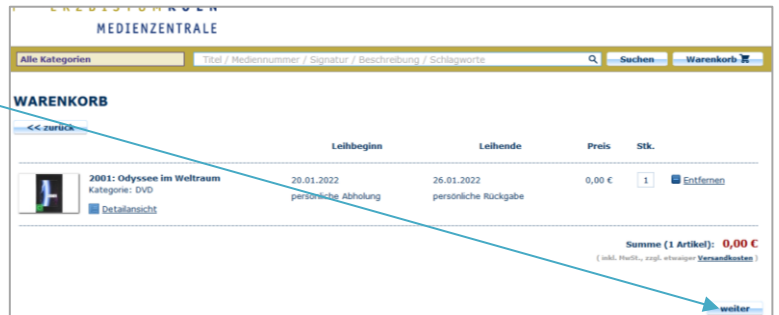 MEDIENZENTRALE
Alle Kategorien Titel / Mediennummer / Signatur / Beschreibung / Schlagworte Suchen Warenkorb
WARENKORB
<< zurück
Leihbeginn Leihende Preis Stk.
2001: Odyssee im Weltraum 20.01.2022 26.01.2022 0,00 € 1 Entfernen
Kategorie: DVD persönliche Abholung persönliche Rückgabe
Detailansicht
Summe (1 Artikel): 0,00 €
( inkl. MwSt., zzgl. etwaiger Versandkosten )
weiter